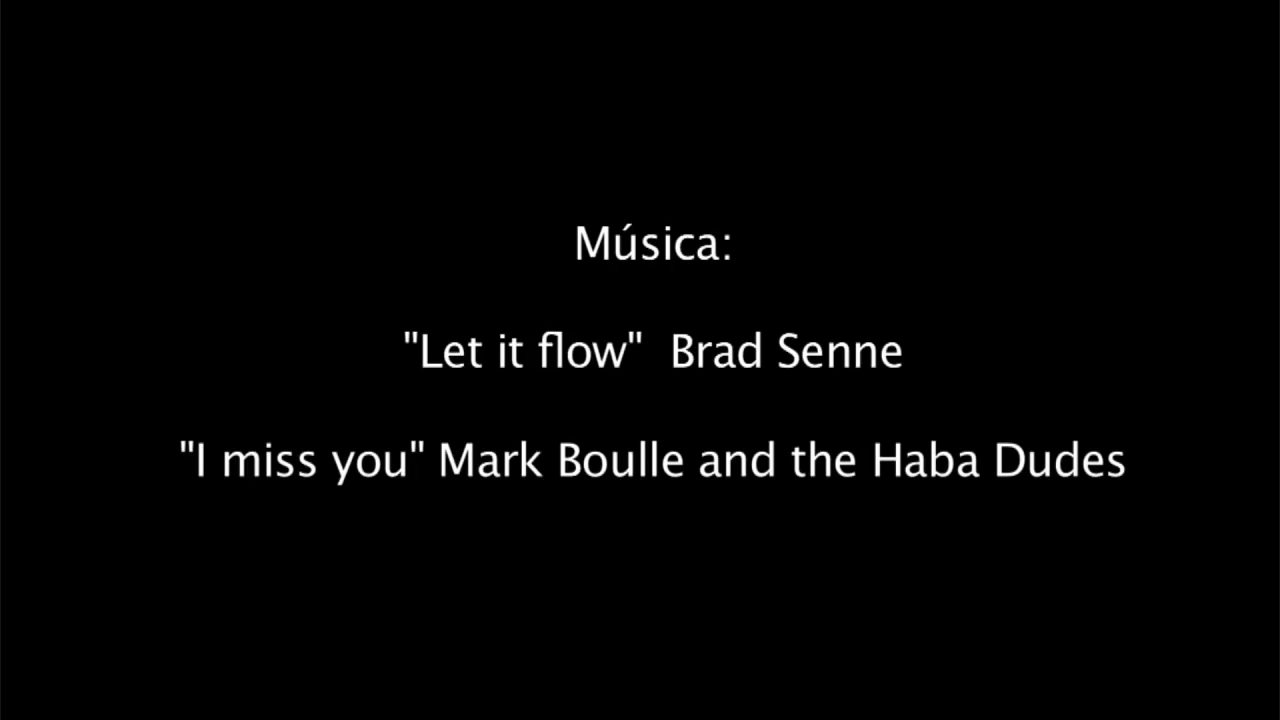 Música:
"Let it flow"  Brad Senne
"I miss you" Mark Boulle and the Haba Dudes